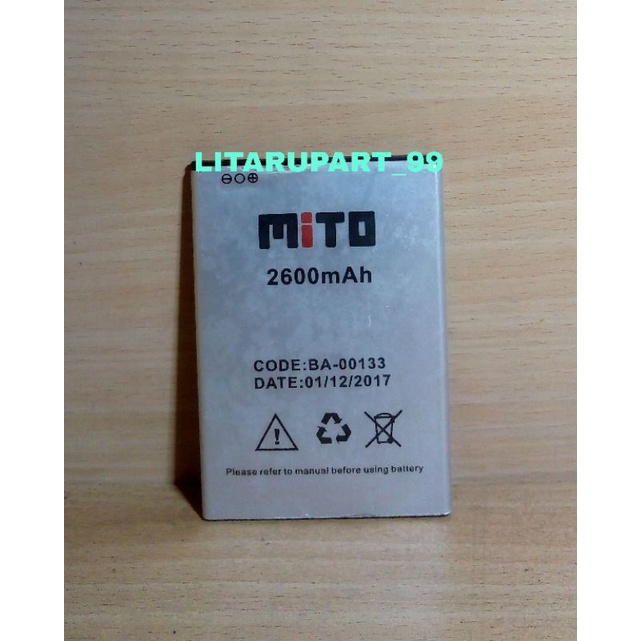 LITARUPART_99
MiTO
2600mAh
CODE:BA-00133
DATE:01/12/2017
Please refer to manual before using battery